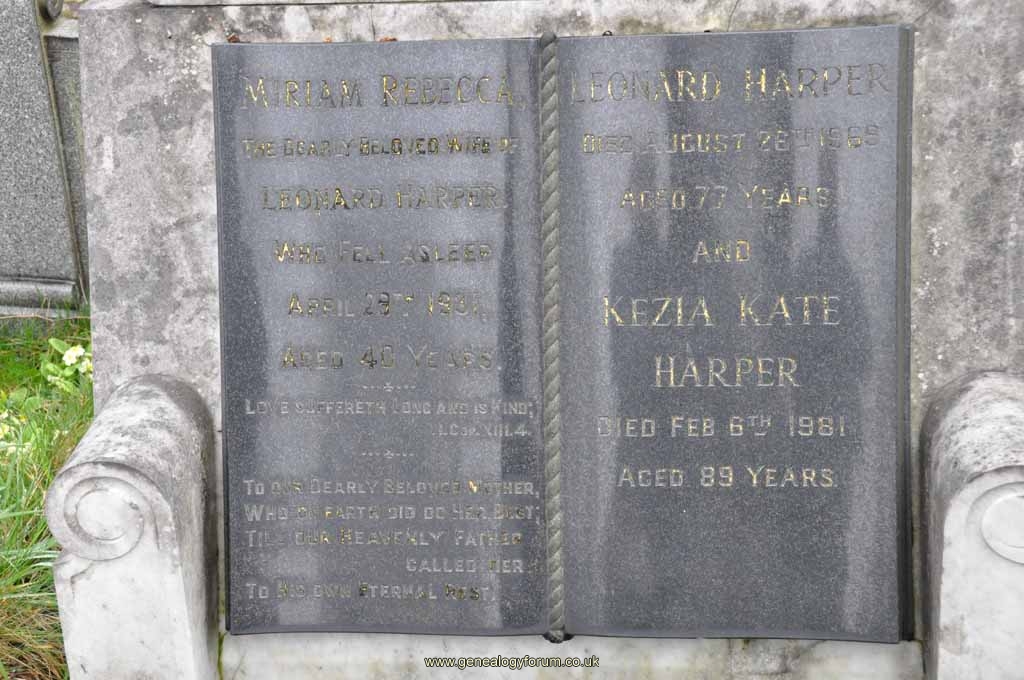 MIRIAM REBECCA,
THE DEARLY BELOVED WIFE OF
LEONARD HARPER
WHO FELL ASLEEP
APRIL 29TH
AGED 40 YEARS.
LOVE SUFFERETH LONG AND IS KIND;
1.COR.XIII.4.
TO OUR DEARLY BELOVED MOTHER,
WHO ON EARTH DID DO HER BEST;
TILL OUR HEAVENLY FATHER
CALLED HER
TO HIS OWN ETERNAL REST.
LEONARD HARPER
DIED AUGUST 26TH 1969
AGED 77 YEARS
AND
KEZIA KATE
HARPER
DIED FEB 6TH 1981
AGED 89 YEARS
www.genealogyforum.co.uk